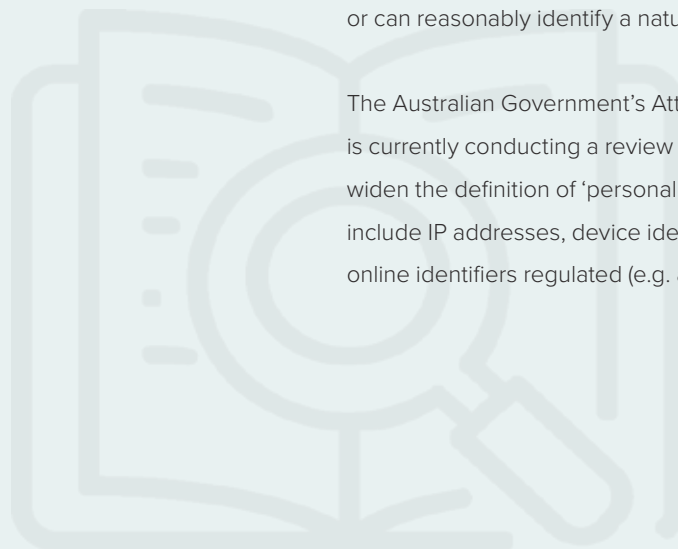 or can reasonably identify a natu
The Australian Government’s Att
is currently conducting a review
widen the definition of ‘personal
include IP addresses, device ide
online identifiers regulated (e.g.